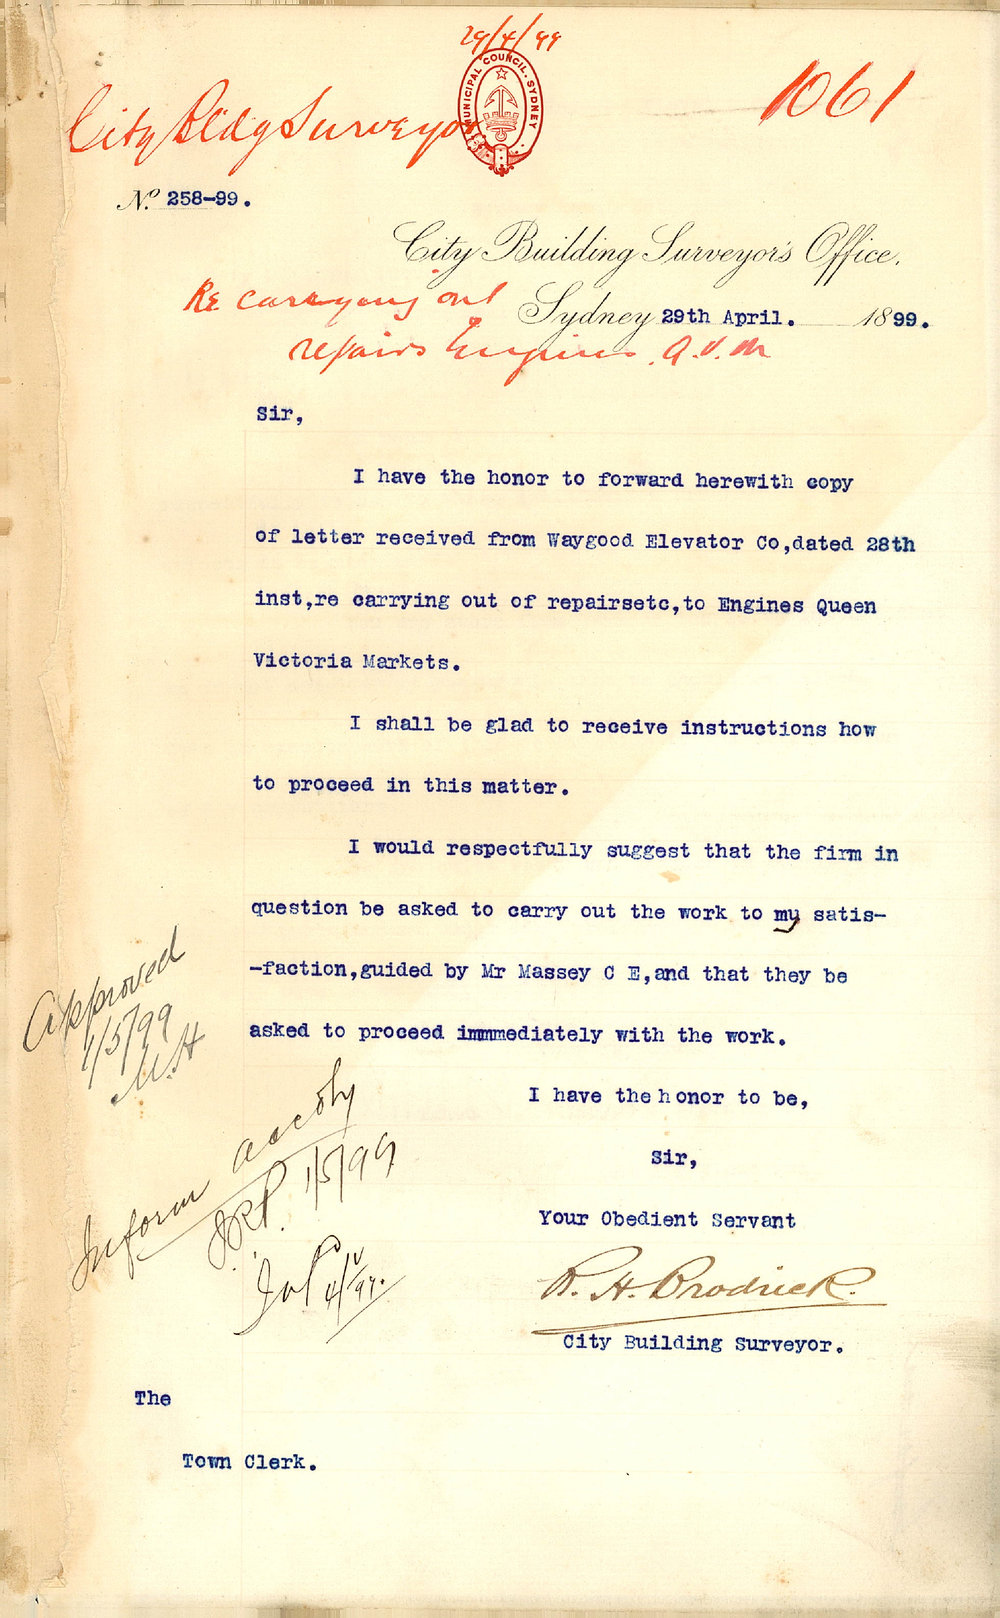 29/4/99
MUNICIPAL COUNCIL. SYDNEY
1061
City Bldg Surveyor
No. 258-99.
City Building Surveyor's Office.
Re carrying out
Sydney 29th April. 1899.
repairs Engines Q.V.M
Sir,
I have the honor to forward herewith copy
of letter received from Waygood Elevator Co,dated 28th
inst,re carrying out of repairsetc,to Engines Queen
Victoria Markets.
I shall be glad to receive instructions how
to proceed in this matter.
I would respectfully suggest that the firm in
question be asked to carry out the work to my satis-
-faction,guided by Mr Massey C E,and that they be
asked to proceed immmediately with the work.
Approved
1/5/99
M.H
I have the honor to be,
Sir,
Your Obedient Servant
R. H. Brodrick.
City Building Surveyor.
Inform accdly
1/5/99
The
Town Clerk.